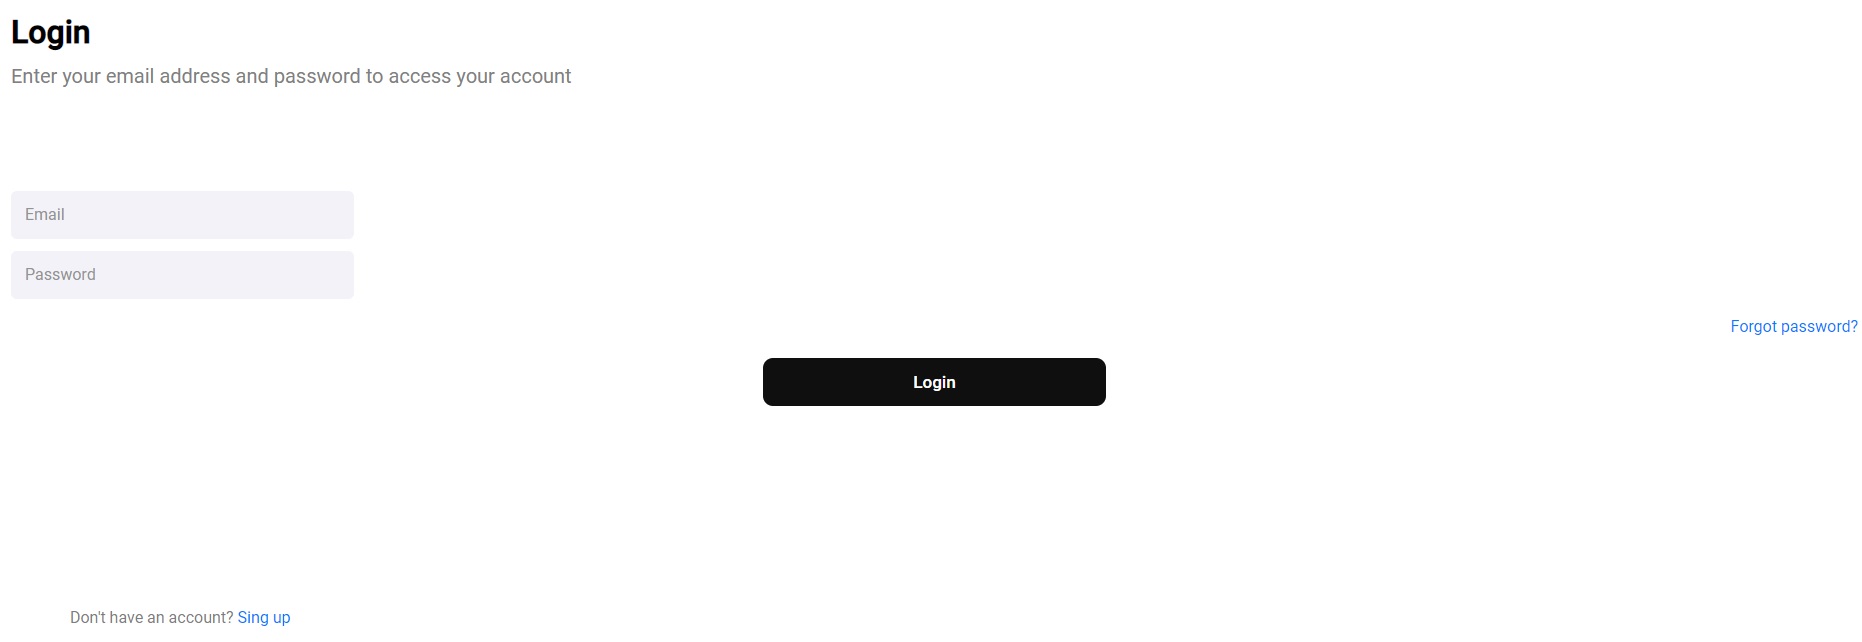 Login
Enter your email address and password to access your account
Email
Password
Forgot password?
Login
Don't have an account? Sing up